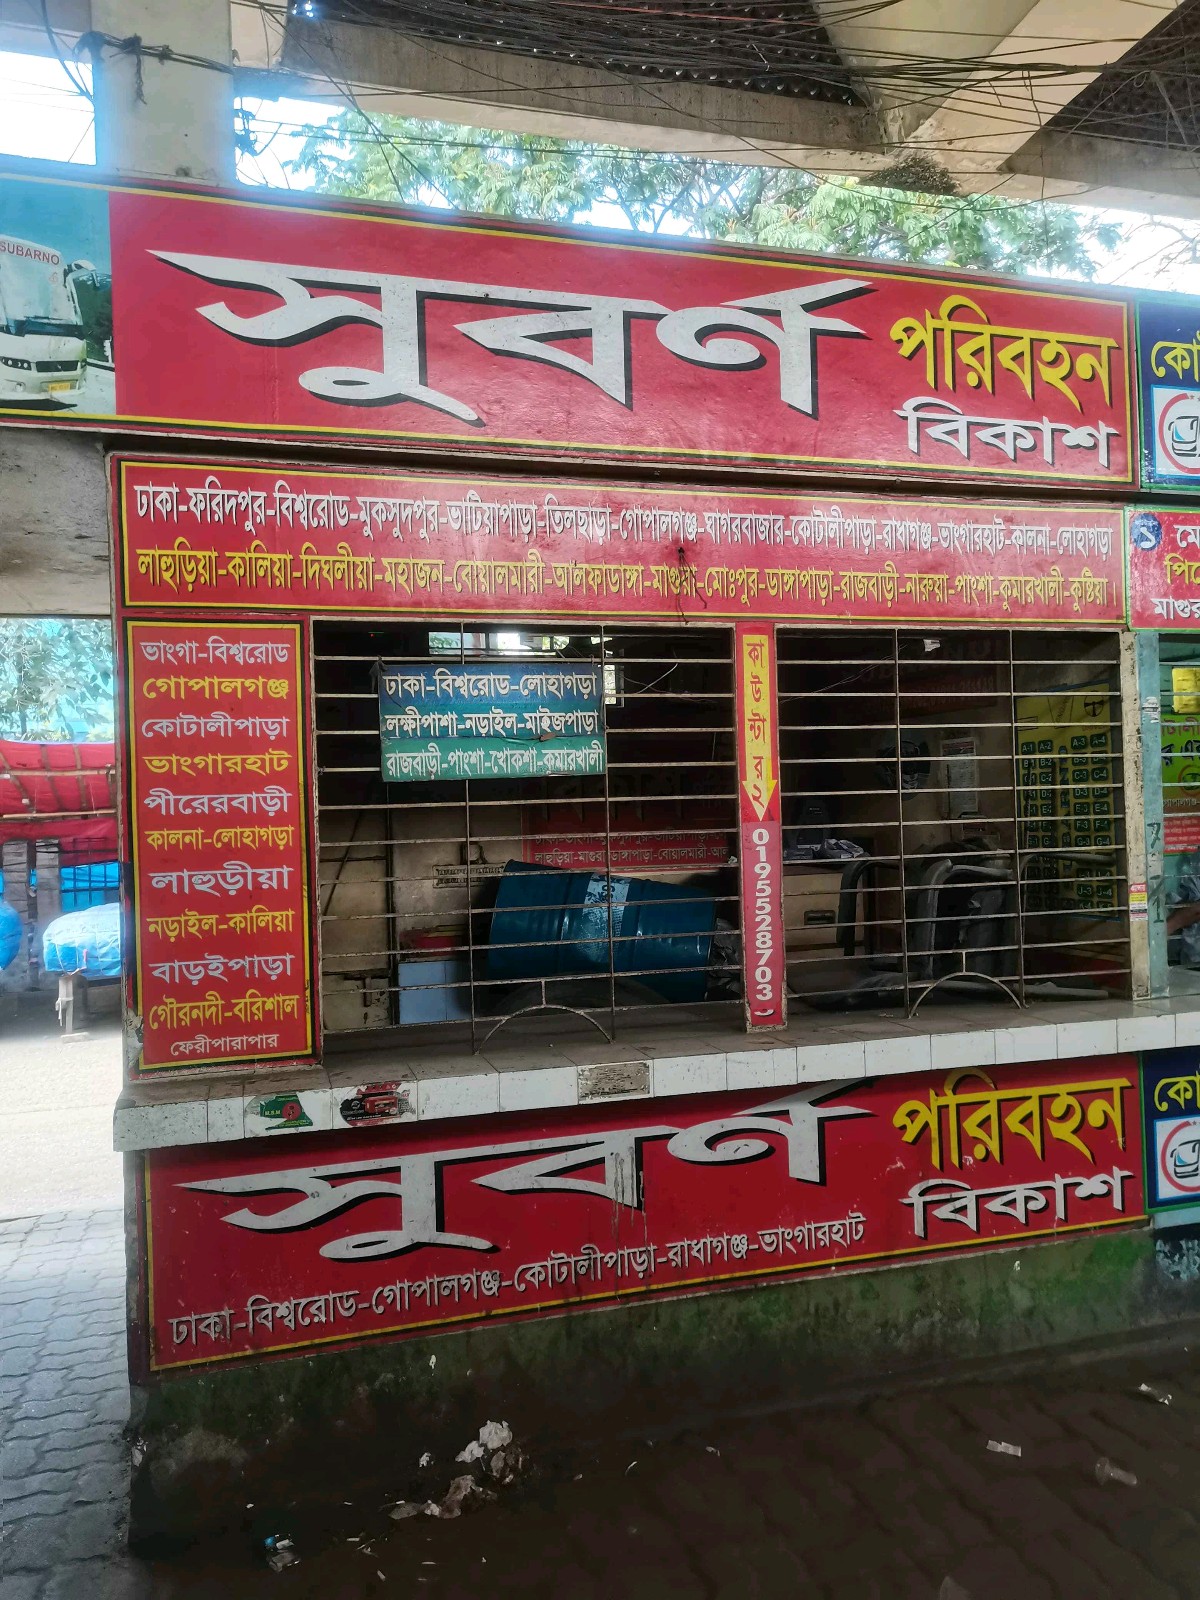 SUBARNO
সুবর্ণ পরিবহন
বিকাশ
ঢাকা-ফরিদপুর-বিশ্বরোড-মুকসুদপুর-ভাটিয়াপাড়া-তিলছাড়া-গোপালগঞ্জ-ঘাগরবাজার-কোটালীপাড়া-রাধাগঞ্জ-ভাংগারহাট-কালনা-লোহাগড়া
লাহুড়িয়া-কালিয়া-দিঘলীয়া-মহাজন-বোয়ালমারী-আলফাডাঙ্গা-মাগুরা-মোঃপুর-ডাঙ্গাপাড়া-রাজবাড়ী-নারুয়া-পাংশা-কুমারখালী-কুষ্টিয়া।
ভাংগা-বিশ্বরোড
গোপালগঞ্জ
কোটালীপাড়া
ভাংগারহাট
পীরেরবাড়ী
কালনা-লোহাগড়া
লাহুড়ীয়া
নড়াইল-কালিয়া
বাড়ইপাড়া
গৌরনদী-বরিশাল
ফেরীপারাপার
ঢাকা-বিশ্বরোড-লোহাগড়া
লক্ষীপাশা-নড়াইল-মাইজপাড়া
রাজবাড়ী-পাংশা-খোকশা-কুমারখালী
কাউন্টার ২
0195528703
সুবর্ণ পরিবহন
বিকাশ
ঢাকা-বিশ্বরোড-গোপালগঞ্জ-কোটালীপাড়া-রাধাগঞ্জ-ভাংগারহাট
১
মাগুর